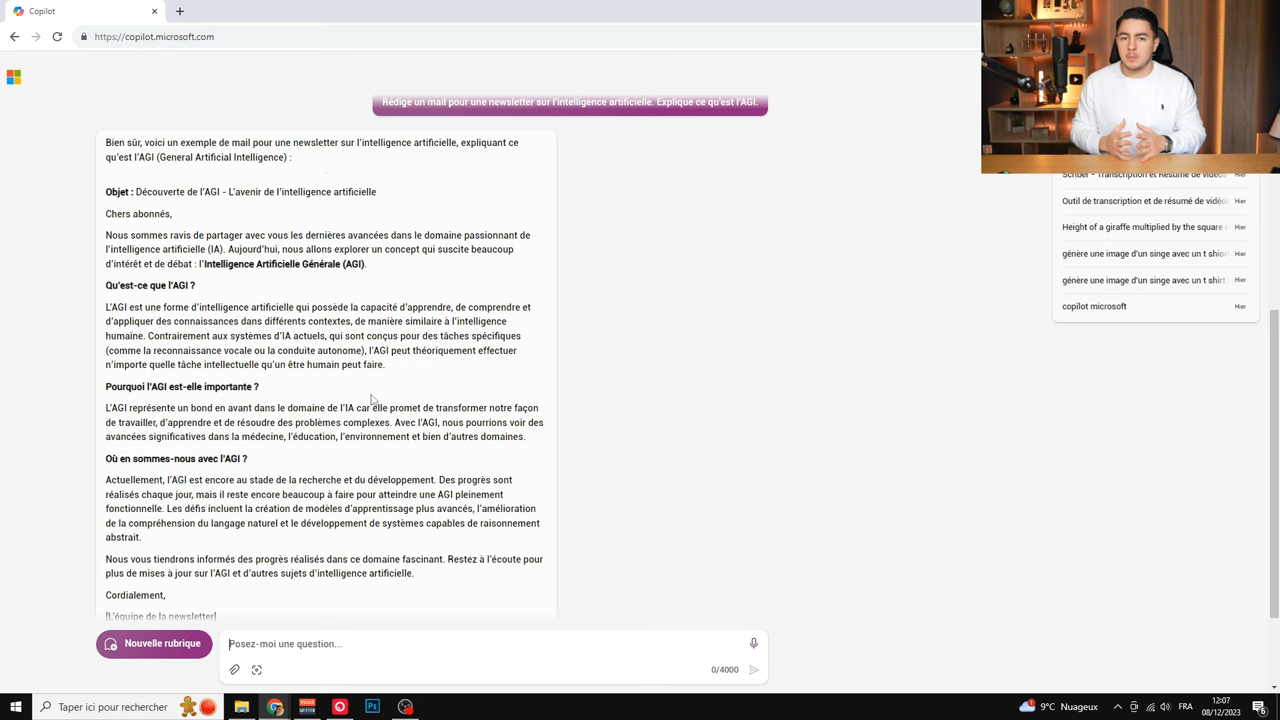 Copilot
https://copilot.microsoft.com
Rédige un mail pour une newsletter sur l'intelligence artificielle. Explique ce qu'est l'AGI.
Bien sûr, voici un exemple de mail pour une newsletter sur l'intelligence artificielle, expliquant ce
qu'est l'AGI (General Artificial Intelligence) :
Objet : Découverte de l'AGI - L'avenir de l'intelligence artificielle
Chers abonnés,
Nous sommes ravis de partager avec vous les dernières avancées dans le domaine passionnant de
l'intelligence artificielle (IA). Aujourd'hui, nous allons explorer un concept qui suscite beaucoup
d'intérêt et de débat : l'Intelligence Artificielle Générale (AGI).
Qu'est-ce que l'AGI ?
L'AGI est une forme d'intelligence artificielle qui possède la capacité d'apprendre, de comprendre et
d'appliquer des connaissances dans différents contextes, de manière similaire à l'intelligence
humaine. Contrairement aux systèmes d'IA actuels, qui sont conçus pour des tâches spécifiques
(comme la reconnaissance vocale ou la conduite autonome), l'AGI peut théoriquement effectuer
n'importe quelle tâche intellectuelle qu'un être humain peut faire.
Pourquoi l'AGI est-elle importante ?
L'AGI représente un bond en avant dans le domaine de l'IA car elle promet de transformer notre façon
de travailler, d'apprendre et de résoudre des problèmes complexes. Avec l'AGI, nous pourrions voir des
avancées significatives dans la médecine, l'éducation, l'environnement et bien d'autres domaines.
Où en sommes-nous avec l'AGI ?
Actuellement, l'AGI est encore au stade de la recherche et du développement. Des progrès sont
réalisés chaque jour, mais il reste encore beaucoup à faire pour atteindre une AGI pleinement
fonctionnelle. Les défis incluent la création de modèles d'apprentissage plus avancés, l'amélioration
de la compréhension du langage naturel et le développement de systèmes capables de raisonnement
abstrait.
Nous vous tiendrons informés des progrès réalisés dans ce domaine fascinant. Restez à l'écoute pour
plus de mises à jour sur l'AGI et d'autres sujets d'intelligence artificielle.
Cordialement,
[L'équipe de la newsletter]
Nouvelle rubrique
Posez-moi une question...
0/4000
Scriber - Transcription et Résumé de vidéos Hier
Outil de transcription et de résumé de vidéos Hier
Height of a giraffe multiplied by the square Hier
génère une image d'un singe avec un t shirt Hier
génère une image d'un singe avec un t shirt Hier
copilot microsoft Hier
Taper ici pour rechercher
Ps
9°C Nuageux
FRA
12:07
08/12/2023